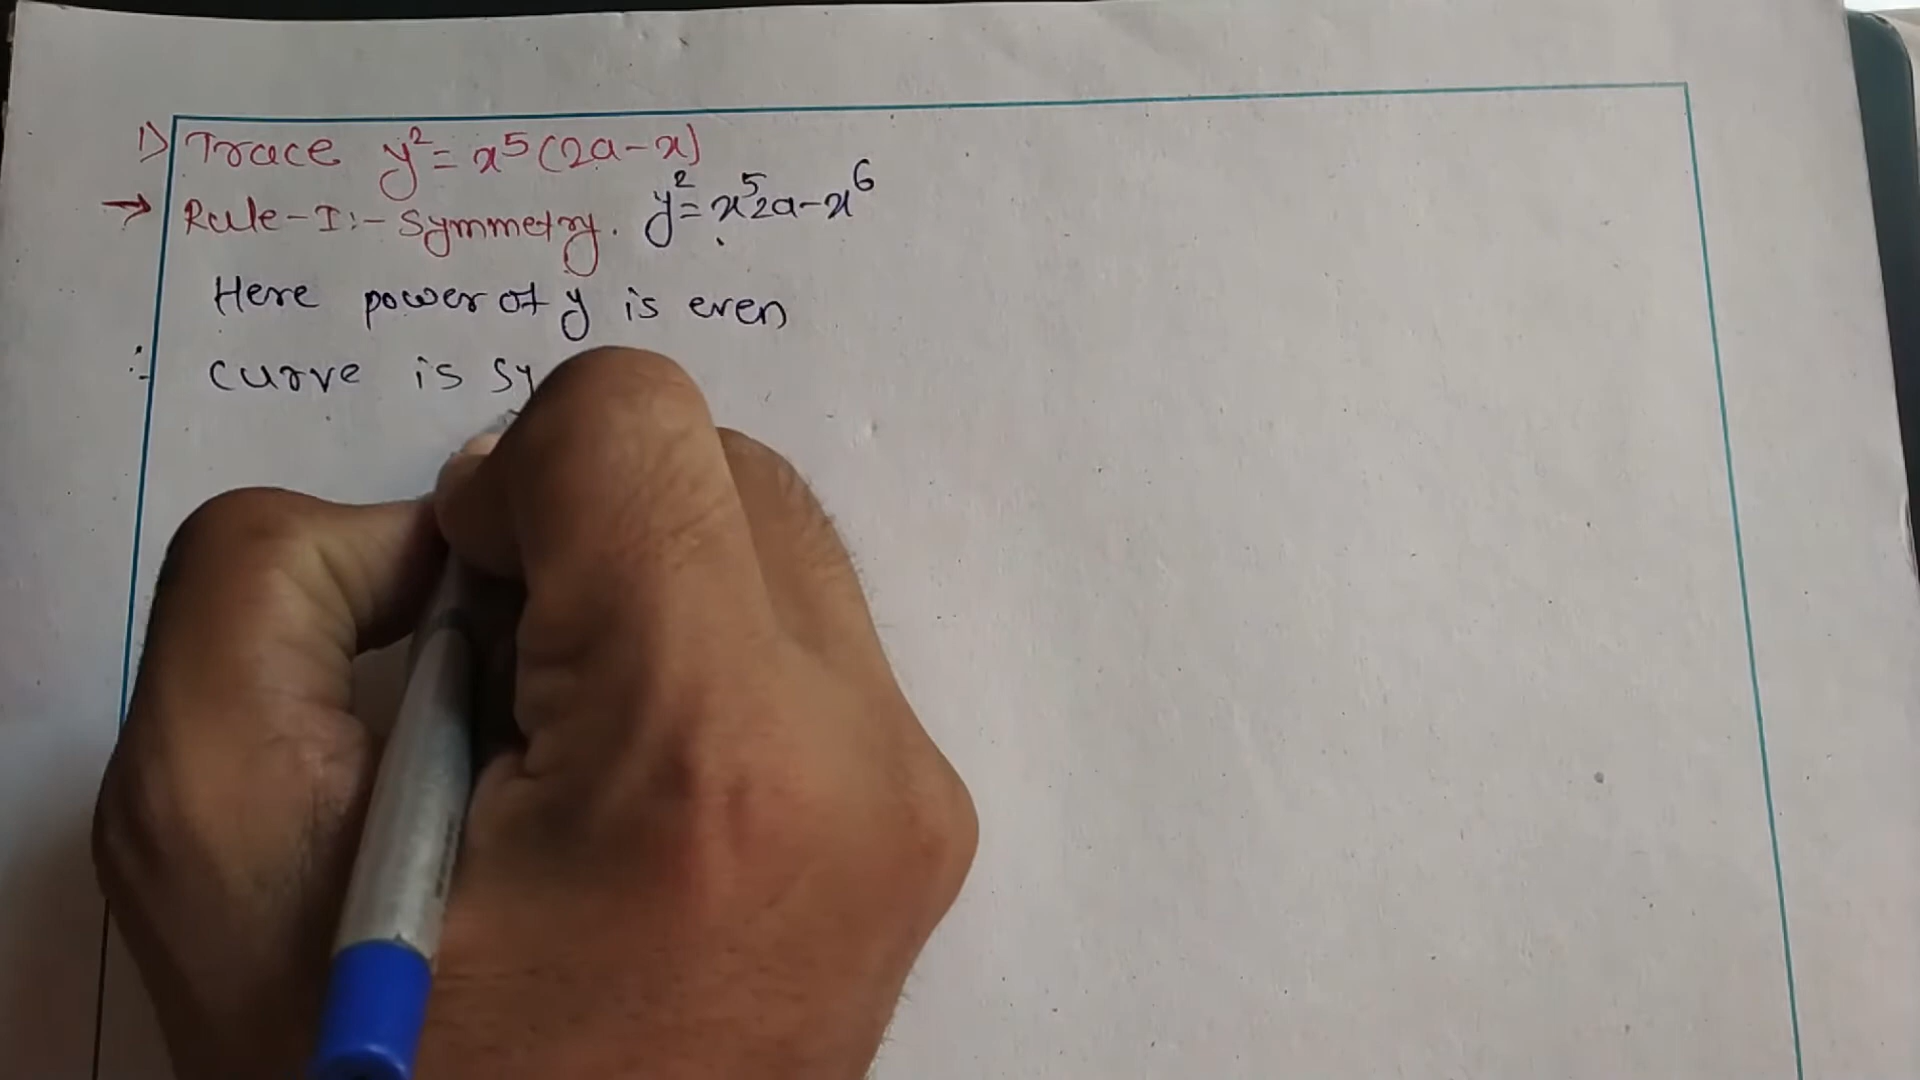 1) Trace y² = x⁵(2a-x)
→ Rule-I:- Symmetry. y² = x⁵2a-x⁶
Here power of y is even
∴ curve is sy